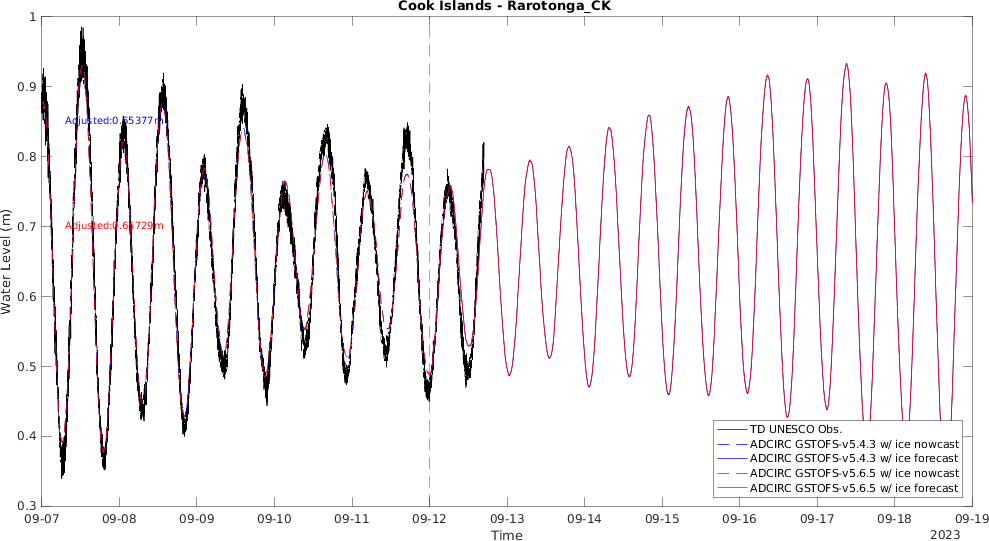 Cook Islands - Rarotonga_CK
1
0.9
0.8
0.7
0.6
0.5
0.4
0.3
Water Level (m)
Adjusted:0.65377m
Adjusted:0.65729m
TD UNESCO Obs.
ADCIRC GSTOFS-v5.4.3 w/ ice nowcast
ADCIRC GSTOFS-v5.4.3 w/ ice forecast
ADCIRC GSTOFS-v5.6.5 w/ ice nowcast
ADCIRC GSTOFS-v5.6.5 w/ ice forecast
09-07 09-08 09-09 09-10 09-11 09-12 09-13 09-14 09-15 09-16 09-17 09-18 09-19
Time
2023